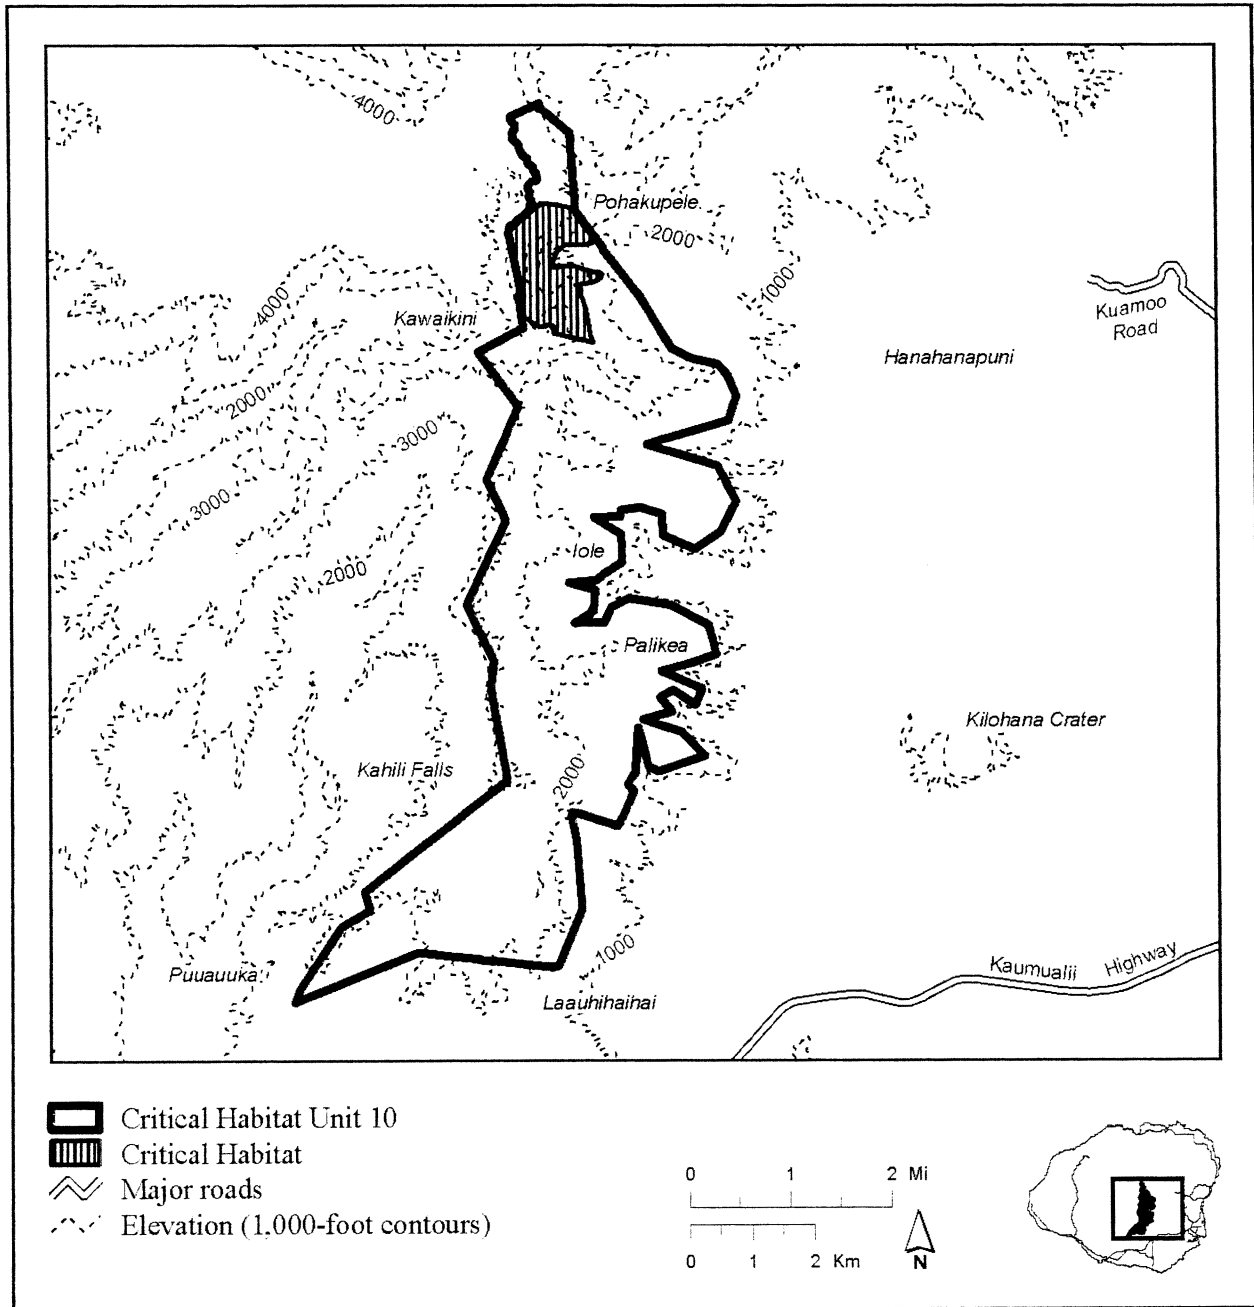 4000
Pohakupele
2000
1000
4000
Kawaikini
Kuamoo
Road
Hanahanapuni
2000
3000
3000
Iole
2000
Palikea
Kilohana Crater
Kahili Falls
2000
Puuauuka
1000
Laauhihaihai
Kaumualii Highway
Critical Habitat Unit 10
Critical Habitat
Major roads
Elevation (1,000-foot contours)
0 1 2 Mi
0 1 2 Km
N